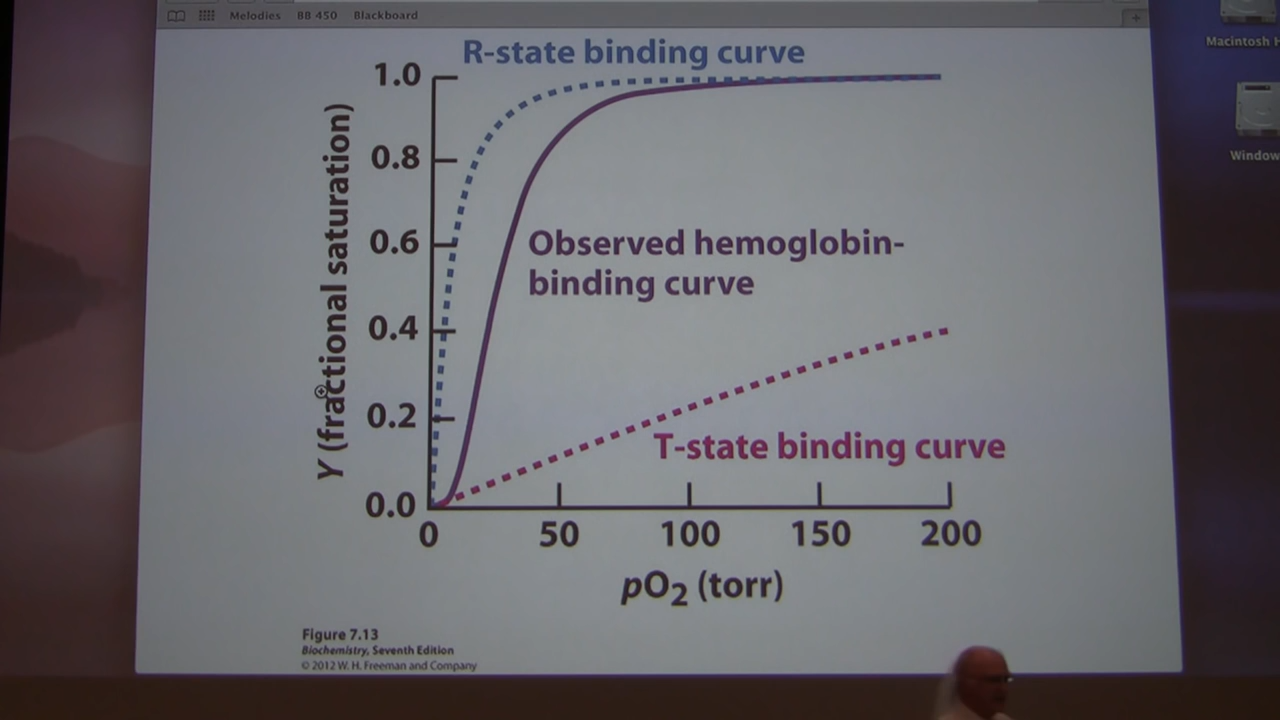 Melodies BB 450 Blackboard
Macintosh H
Window
R-state binding curve
1.0
0.8
0.6
0.4
0.2
0.0
Y (fractional saturation)
Observed hemoglobin-
binding curve
T-state binding curve
0 50 100 150 200
pO2 (torr)
Figure 7.13
Biochemistry, Seventh Edition
© 2012 W. H. Freeman and Company